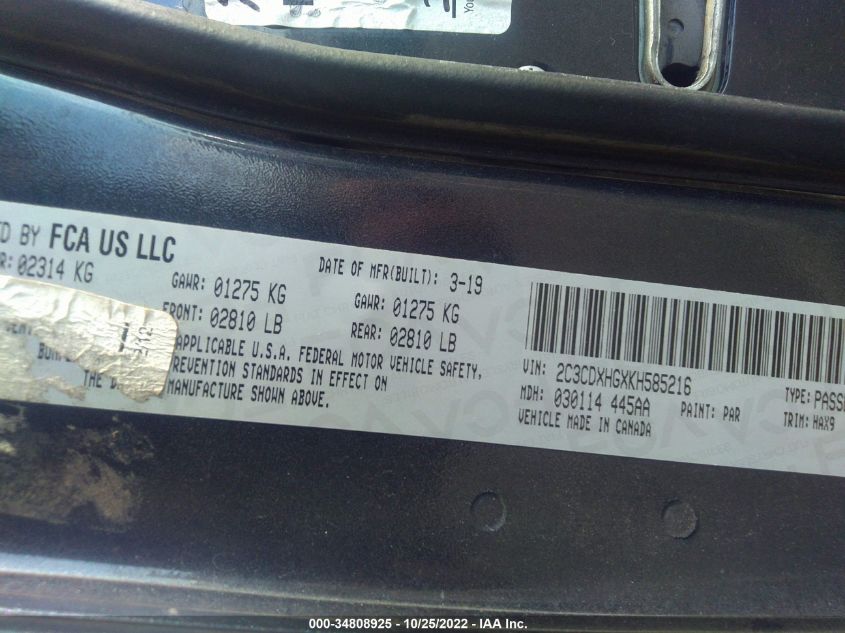 You
FCA US LLC
02314 KG
GAWR: 01275 KG
FRONT: 02810 LB
DATE OF MFR(BUILT): 3-19
GAWR: 01275 KG
REAR: 02810 LB
APPLICABLE U.S.A. FEDERAL MOTOR VEHICLE SAFETY,
PREVENTION STANDARDS IN EFFECT ON
THE MANUFACTURE SHOWN ABOVE.
VIN: 2C3CDXHGXKH585216
TYPE: PASS
MDH: 030114 445AA
PAINT: PAR
TRIM: HAX9
VEHICLE MADE IN CANADA
000-34808925 - 10/25/2022 - IAA Inc.